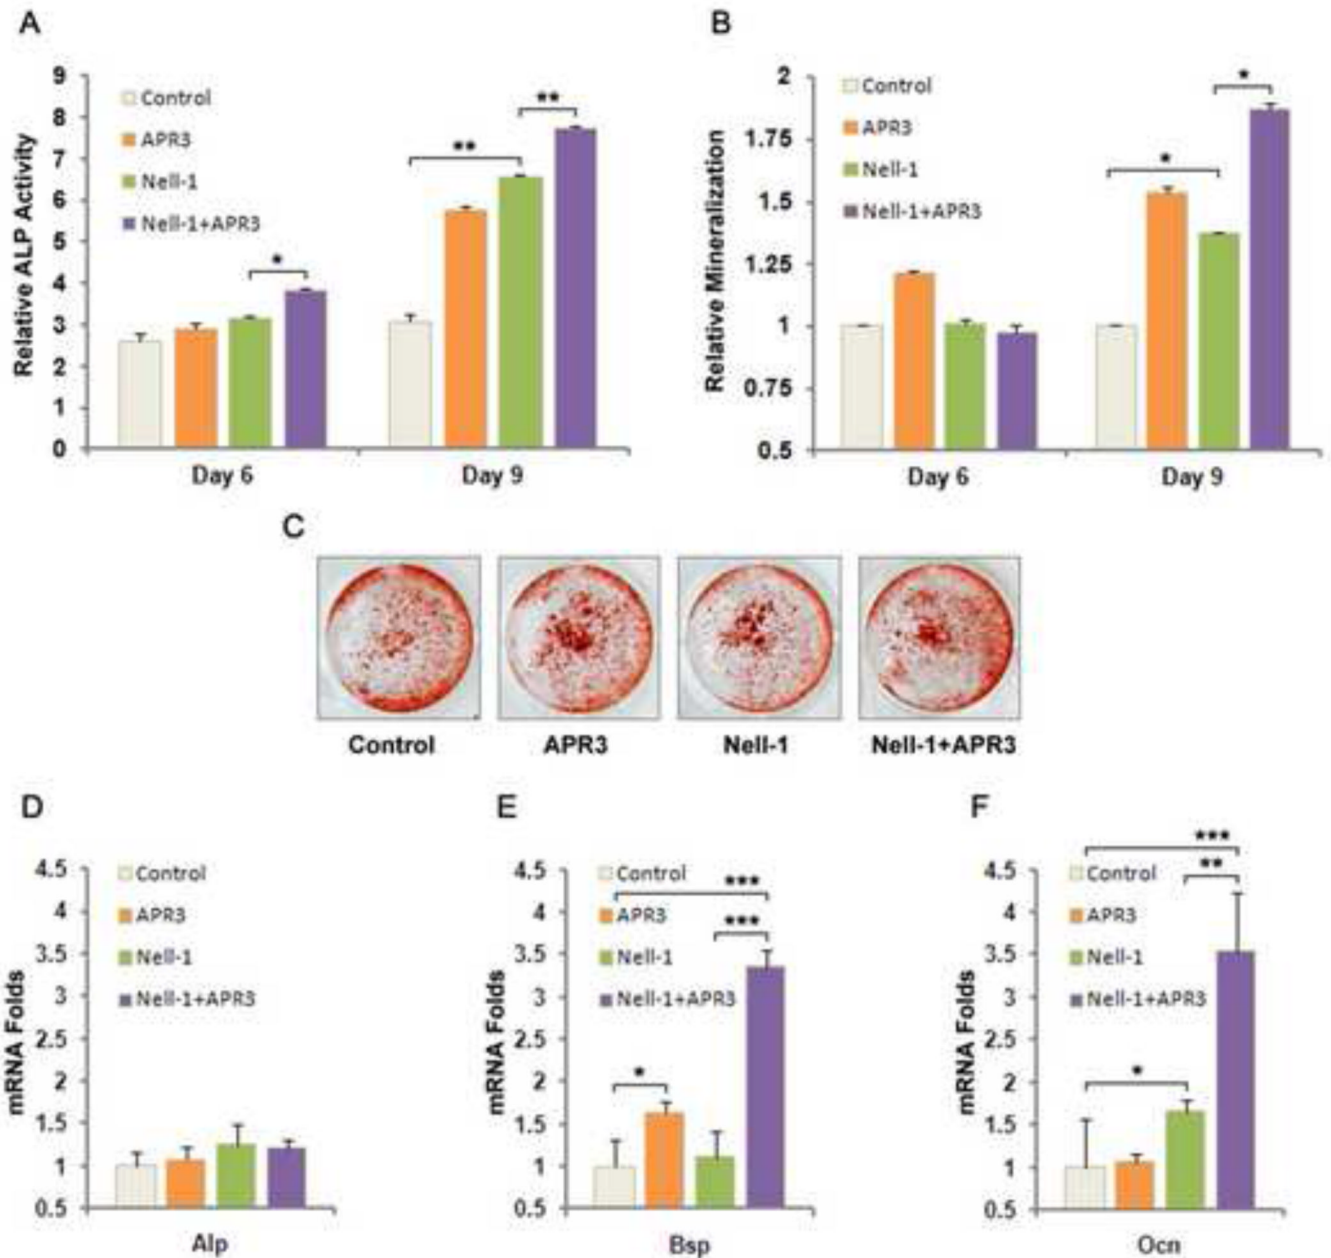 A
Relative ALP Activity
9
8
7
6
5
4
3
2
1
0
Control
APR3
Nell-1
Nell-1+APR3
*
**
**
Day 6
Day 9
B
Relative Mineralization
2
1.75
1.5
1.25
1
0.75
0.5
Control
APR3
Nell-1
Nell-1+APR3
*
*
Day 6
Day 9
C
Control
APR3
Nell-1
Nell-1+APR3
D
mRNA Folds
4.5
4
3.5
3
2.5
2
1.5
1
0.5
Control
APR3
Nell-1
Nell-1+APR3
Alp
E
mRNA Folds
4.5
4
3.5
3
2.5
2
1.5
1
0.5
Control
APR3
Nell-1
Nell-1+APR3
***
***
*
Bsp
F
mRNA Folds
4.5
4
3.5
3
2.5
2
1.5
1
0.5
Control
APR3
Nell-1
Nell-1+APR3
***
**
*
Ocn